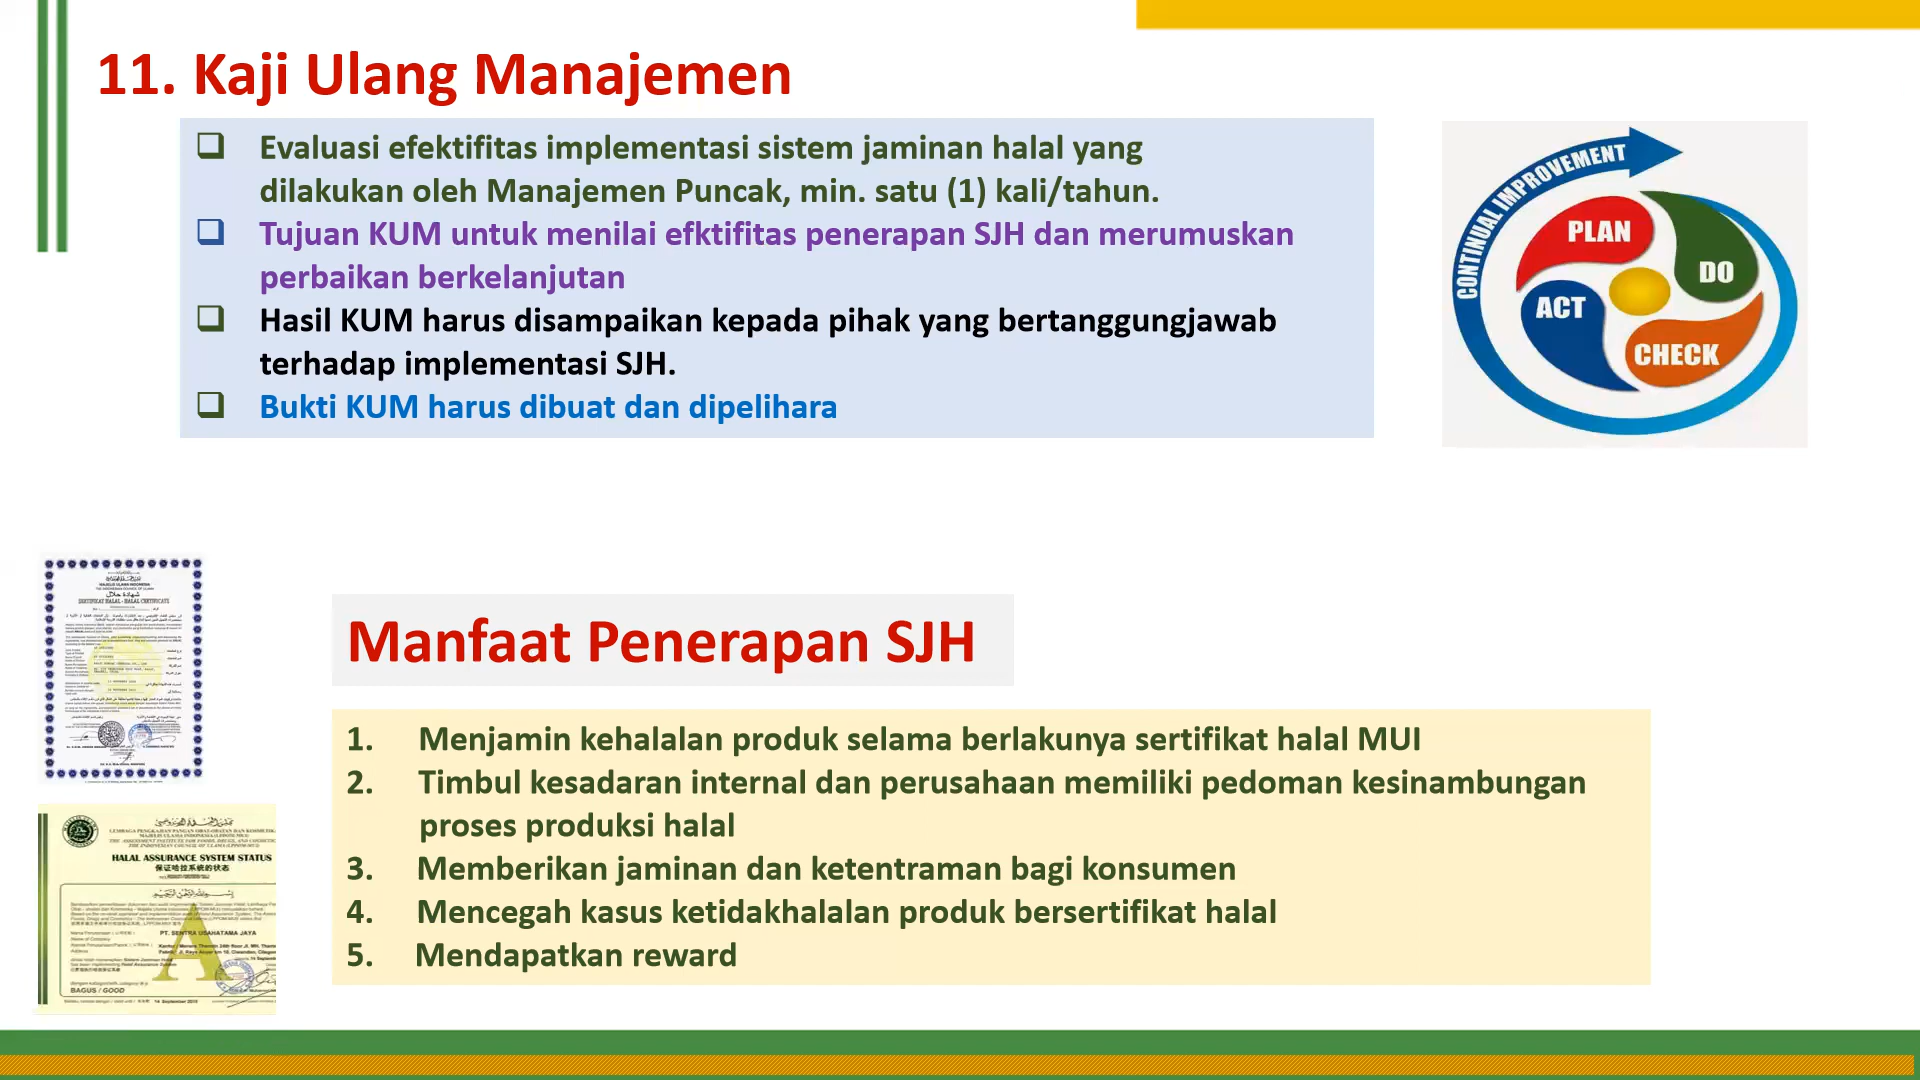 11. Kaji Ulang Manajemen
Evaluasi efektifitas implementasi sistem jaminan halal yang
dilakukan oleh Manajemen Puncak, min. satu (1) kali/tahun.
Tujuan KUM untuk menilai efktifitas penerapan SJH dan merumuskan
perbaikan berkelanjutan
Hasil KUM harus disampaikan kepada pihak yang bertanggungjawab
terhadap implementasi SJH.
Bukti KUM harus dibuat dan dipelihara
CONTINUAL IMPROVEMENT
PLAN
DO
ACT
CHECK
Manfaat Penerapan SJH
1. Menjamin kehalalan produk selama berlakunya sertifikat halal MUI
2. Timbul kesadaran internal dan perusahaan memiliki pedoman kesinambungan
proses produksi halal
3. Memberikan jaminan dan ketentraman bagi konsumen
4. Mencegah kasus ketidakhalalan produk bersertifikat halal
5. Mendapatkan reward
SERTIFIKAT HALAL - HALAL CERTIFICATE
HALAL ASSURANCE SYSTEM STATUS
PT. SENTRA USAHATAMA JAYA
A
BAGUS / GOOD